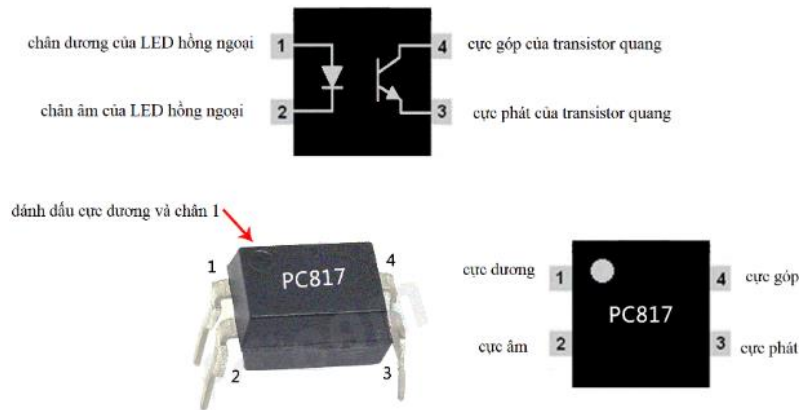 chân dương của LED hồng ngoại 1 4 cực góp của transistor quang
chân âm của LED hồng ngoại 2 3 cực phát của transistor quang
dánh dấu cực dương và chân 1
1 4
PC817
2 3
cực dương 1 4 cực góp
PC817
cực âm 2 3 cực phát